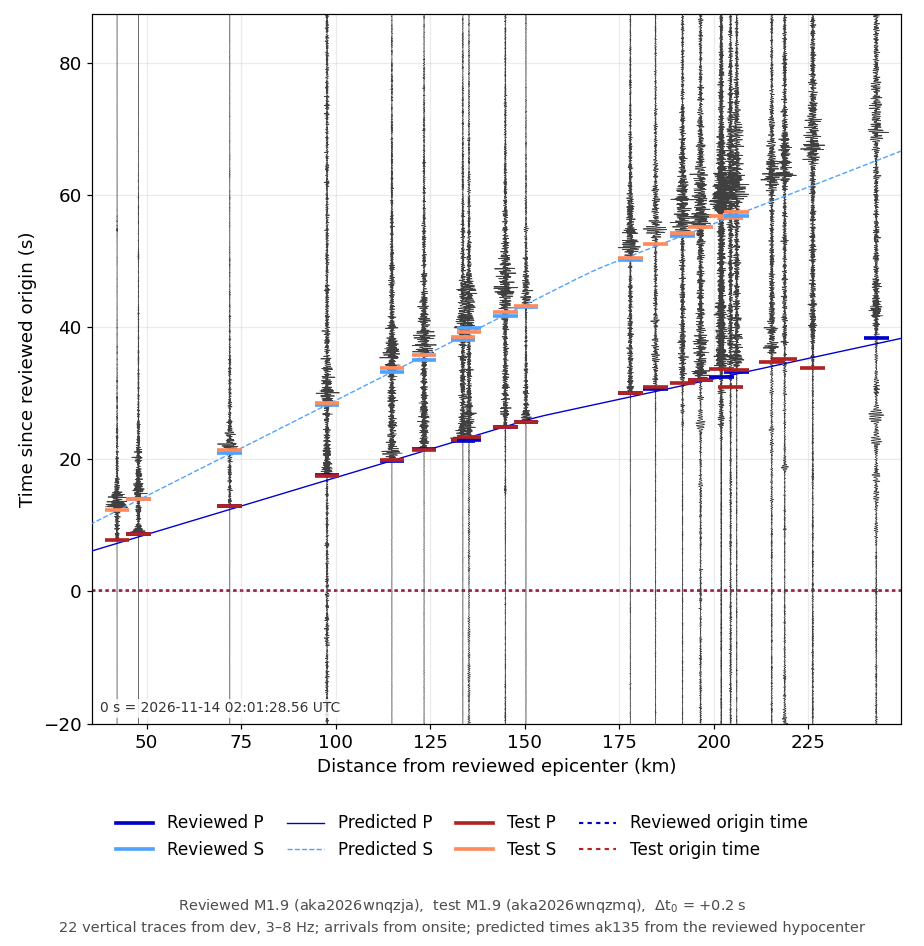 80
60
40
20
0
−20
Time since reviewed origin (s)
0 s = 2026-11-14 02:01:28.56 UTC
50 75 100 125 150 175 200 225
Distance from reviewed epicenter (km)
Reviewed P Predicted P Test P Reviewed origin time
Reviewed S Predicted S Test S Test origin time
Reviewed M1.9 (aka2026wnqzja), test M1.9 (aka2026wnqzmq), Δt₀ = +0.2 s
22 vertical traces from dev, 3–8 Hz; arrivals from onsite; predicted times ak135 from the reviewed hypocenter